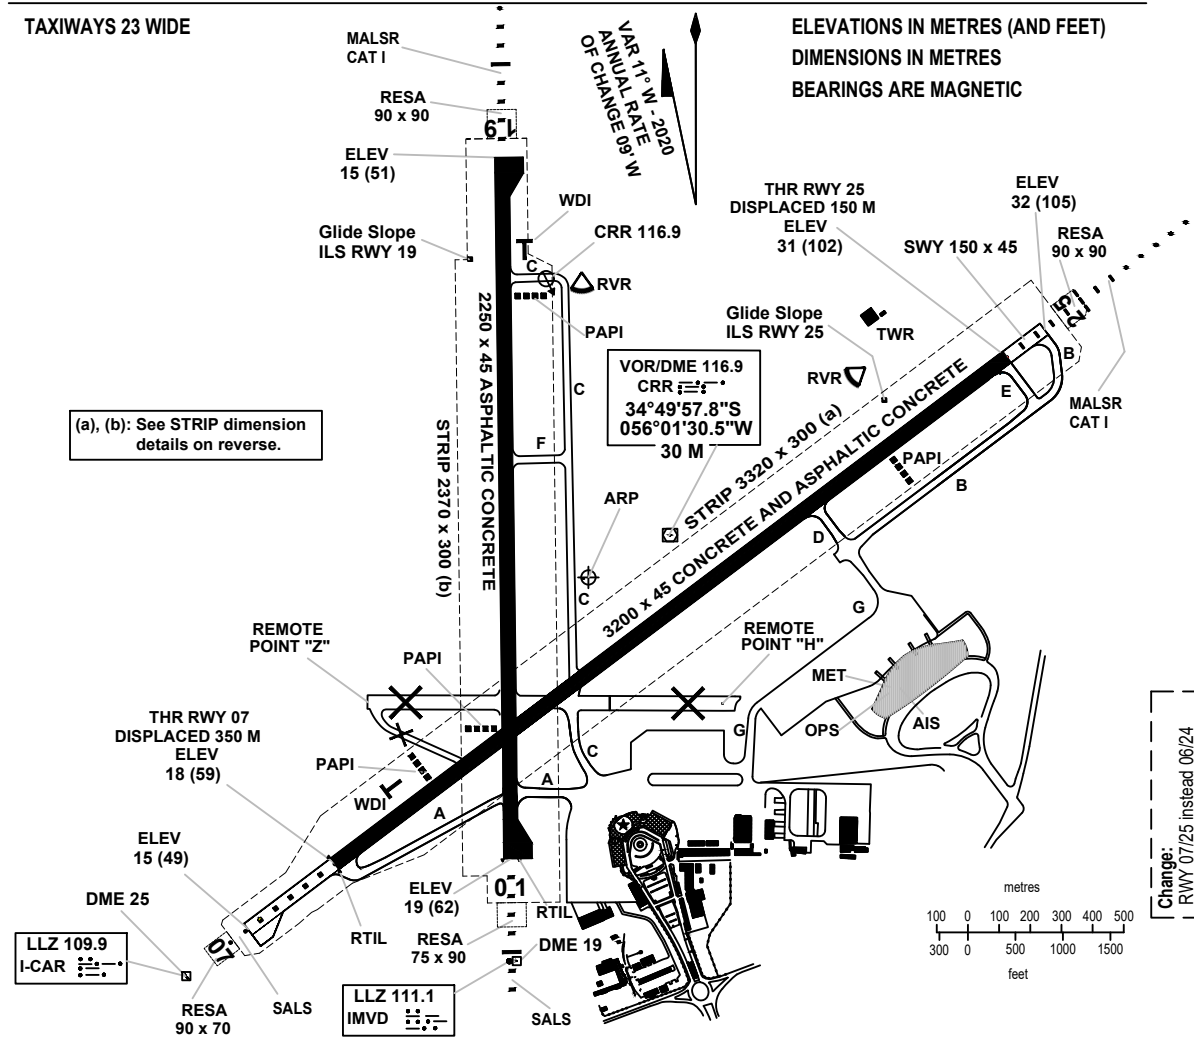 TAXIWAYS 23 WIDE
ELEVATIONS IN METRES (AND FEET)
DIMENSIONS IN METRES
BEARINGS ARE MAGNETIC
MALSR
CAT I
RESA
90 x 90
19
ELEV
15 (51)
VAR 11° W - 2020
ANNUAL RATE
OF CHANGE 09' W
WDI
CRR 116.9
Glide Slope
ILS RWY 19
C
RVR
PAPI
THR RWY 25
DISPLACED 150 M
ELEV
31 (102)
ELEV
32 (105)
SWY 150 x 45
RESA
90 x 90
25
Glide Slope
ILS RWY 25
TWR
RVR
B
E
MALSR
CAT I
VOR/DME 116.9
CRR
34°49'57.8"S
056°01'30.5"W
30 M
C
(a), (b): See STRIP dimension
details on reverse.
2250 x 45 ASPHALTIC CONCRETE
STRIP 2370 x 300 (b)
F
STRIP 3320 x 300 (a)
3200 x 45 CONCRETE AND ASPHALTIC CONCRETE
PAPI
B
ARP
D
C
G
REMOTE
POINT "Z"
PAPI
REMOTE
POINT "H"
MET
OPS
AIS
G
THR RWY 07
DISPLACED 350 M
ELEV
18 (59)
PAPI
WDI
C
A
A
ELEV
15 (49)
DME 25
LLZ 109.9
I-CAR
07
RESA
90 x 70
SALS
RTIL
ELEV
19 (62)
01
RTIL
RESA
75 x 90
DME 19
LLZ 111.1
IMVD
SALS
metres
100 0 100 200 300 400 500
300 0 500 1000 1500
feet
Change:
RWY 07/25 instead 06/24